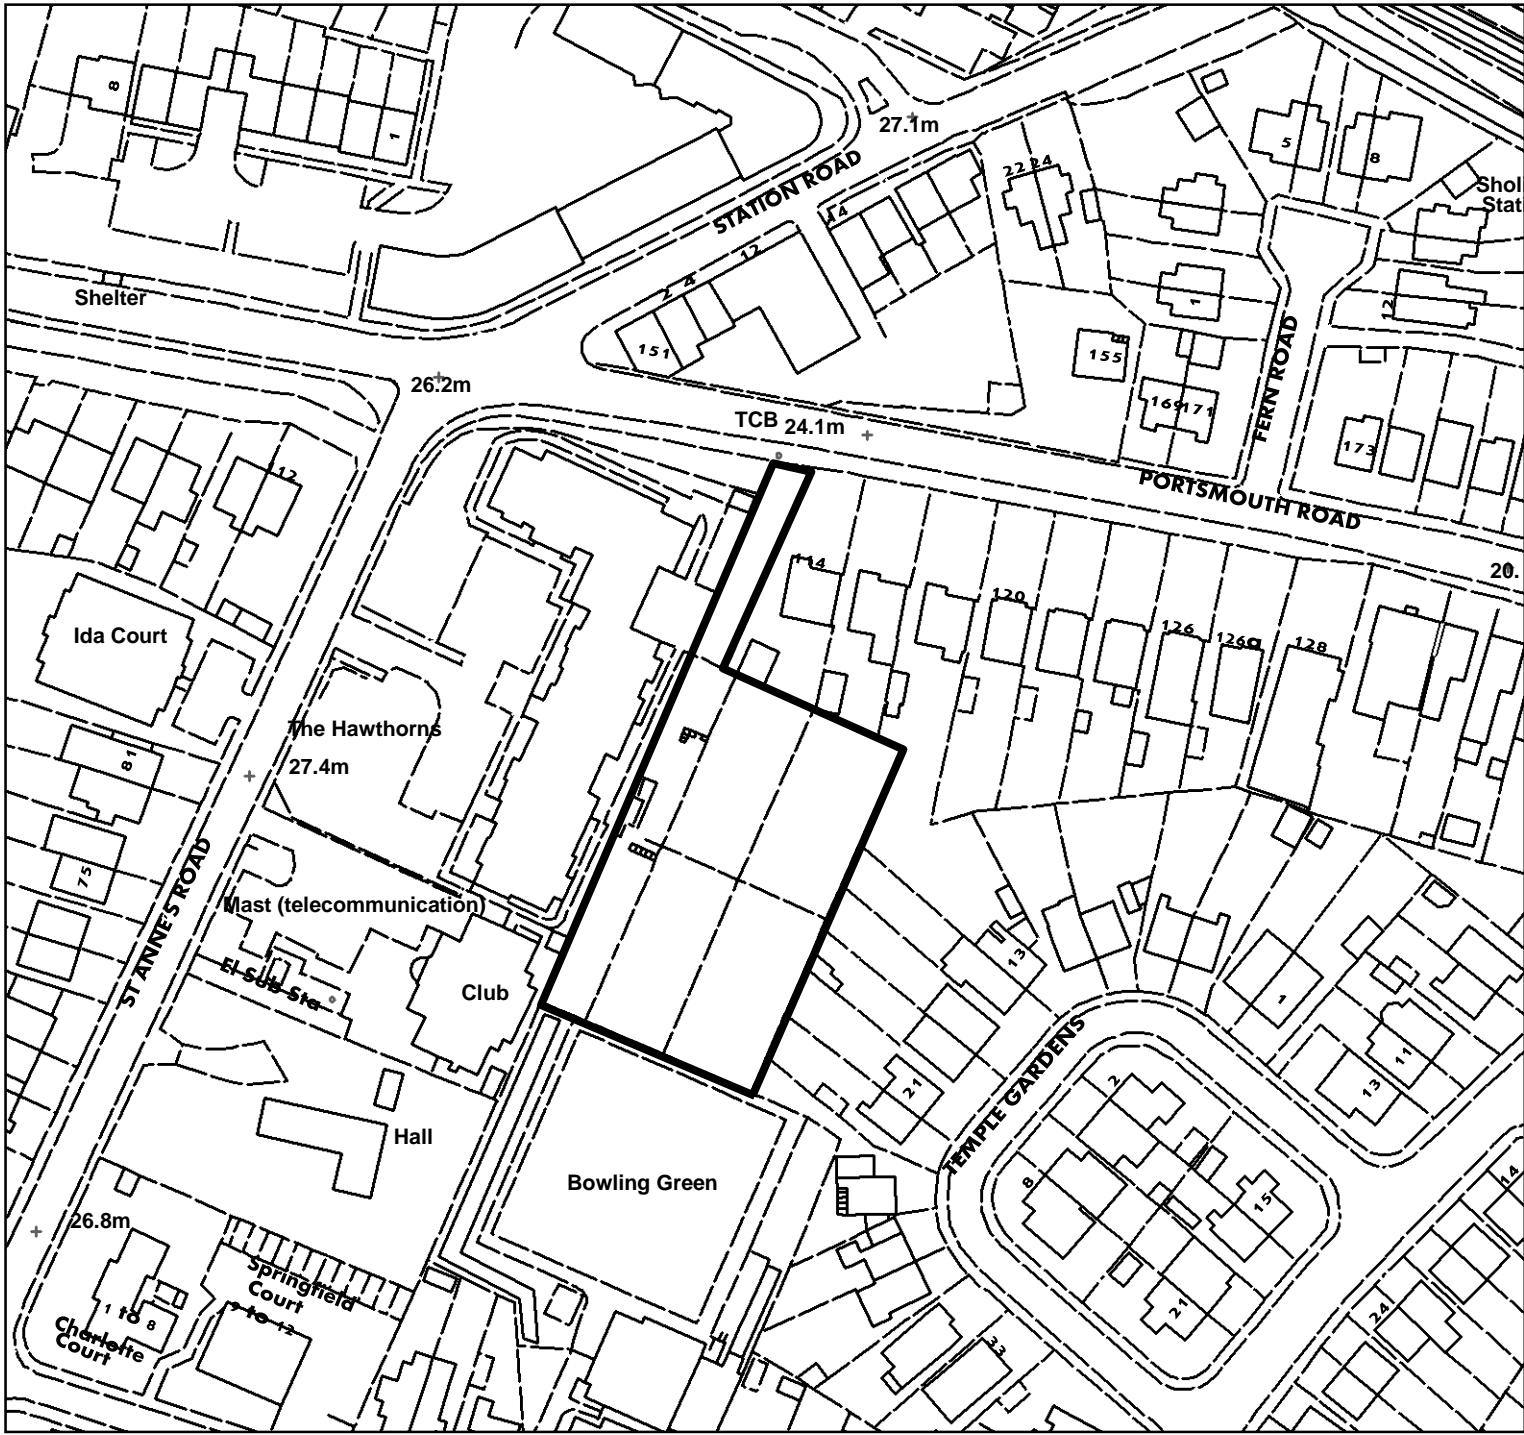 8
1
27.1m
STATION ROAD
22 24
5
8
Shol
Stat
14
12
2 4
Shelter
151
155
1
12
169 171
FERN ROAD
173
26.2m
TCB 24.1m
PORTSMOUTH ROAD
12
114
120
126
126a
128
20.
Ida Court
The Hawthorns
27.4m
81
75
ST ANNE'S ROAD
Mast (telecommunication)
El Sub Sta
Club
13
1
11
13
21
2
TEMPLE GARDENS
Hall
Bowling Green
8
15
14
26.8m
Springfield
Court
9 to 12
1 to 8
Charlotte
Court
21
24
33